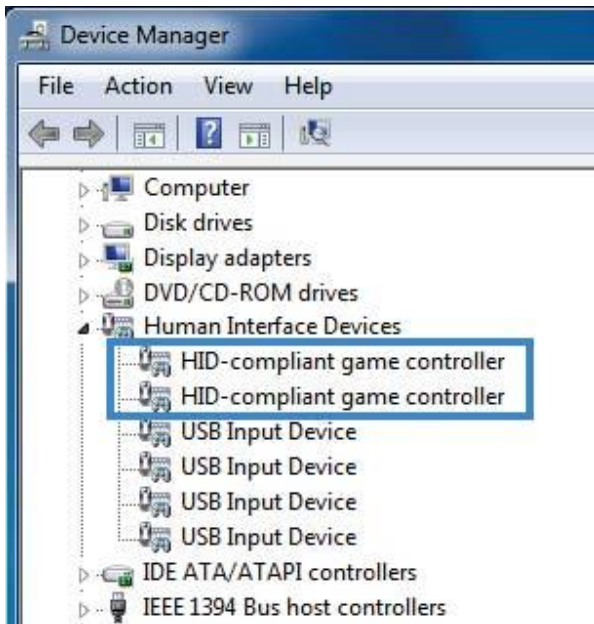 Device Manager
File Action View Help
Computer
Disk drives
Display adapters
DVD/CD-ROM drives
Human Interface Devices
HID-compliant game controller
HID-compliant game controller
USB Input Device
USB Input Device
USB Input Device
USB Input Device
IDE ATA/ATAPI controllers
IEEE 1394 Bus host controllers